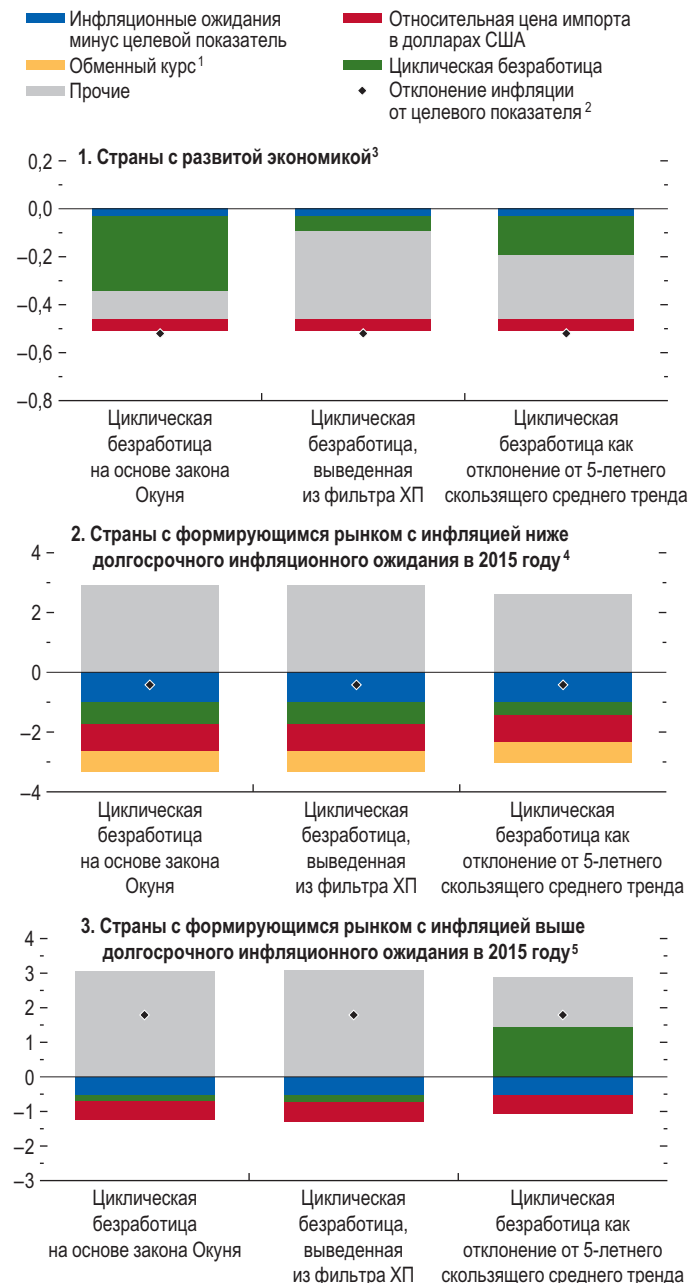 Инфляционные ожидания
минус целевой показатель
Обменный курс1
Прочие
Относительная цена импорта
в долларах США
Циклическая безработица
Отклонение инфляции
от целевого показателя2
1. Страны с развитой экономикой3
0,2
0,0
–0,2
–0,4
–0,6
–0,8
Циклическая
безработица
на основе закона
Окуня
Циклическая
безработица,
выведенная
из фильтра ХП
Циклическая
безработица как
отклонение от 5-летнего
скользящего среднего тренда
2. Страны с формирующимся рынком с инфляцией ниже
долгосрочного инфляционного ожидания в 2015 году4
4
2
0
–2
–4
Циклическая
безработица
на основе закона
Окуня
Циклическая
безработица,
выведенная
из фильтра ХП
Циклическая
безработица как
отклонение от 5-летнего
скользящего среднего тренда
3. Страны с формирующимся рынком с инфляцией выше
долгосрочного инфляционного ожидания в 2015 году5
4
3
2
1
0
–1
–2
–3
Циклическая
безработица
на основе закона Окуня
Циклическая
безработица,
выведенная
из фильтра ХП
Циклическая
безработица как
отклонение от 5-летнего
скользящего среднего тренда